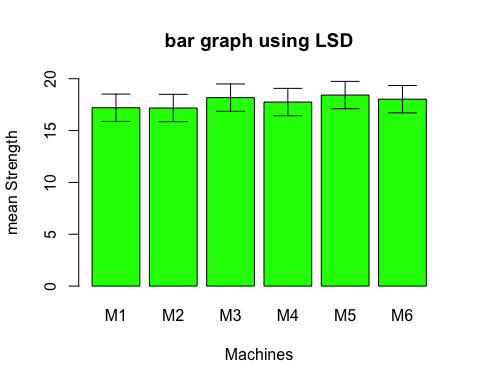 bar graph using LSD
mean Strength
20
15
10
5
0
M1 M2 M3 M4 M5 M6
Machines